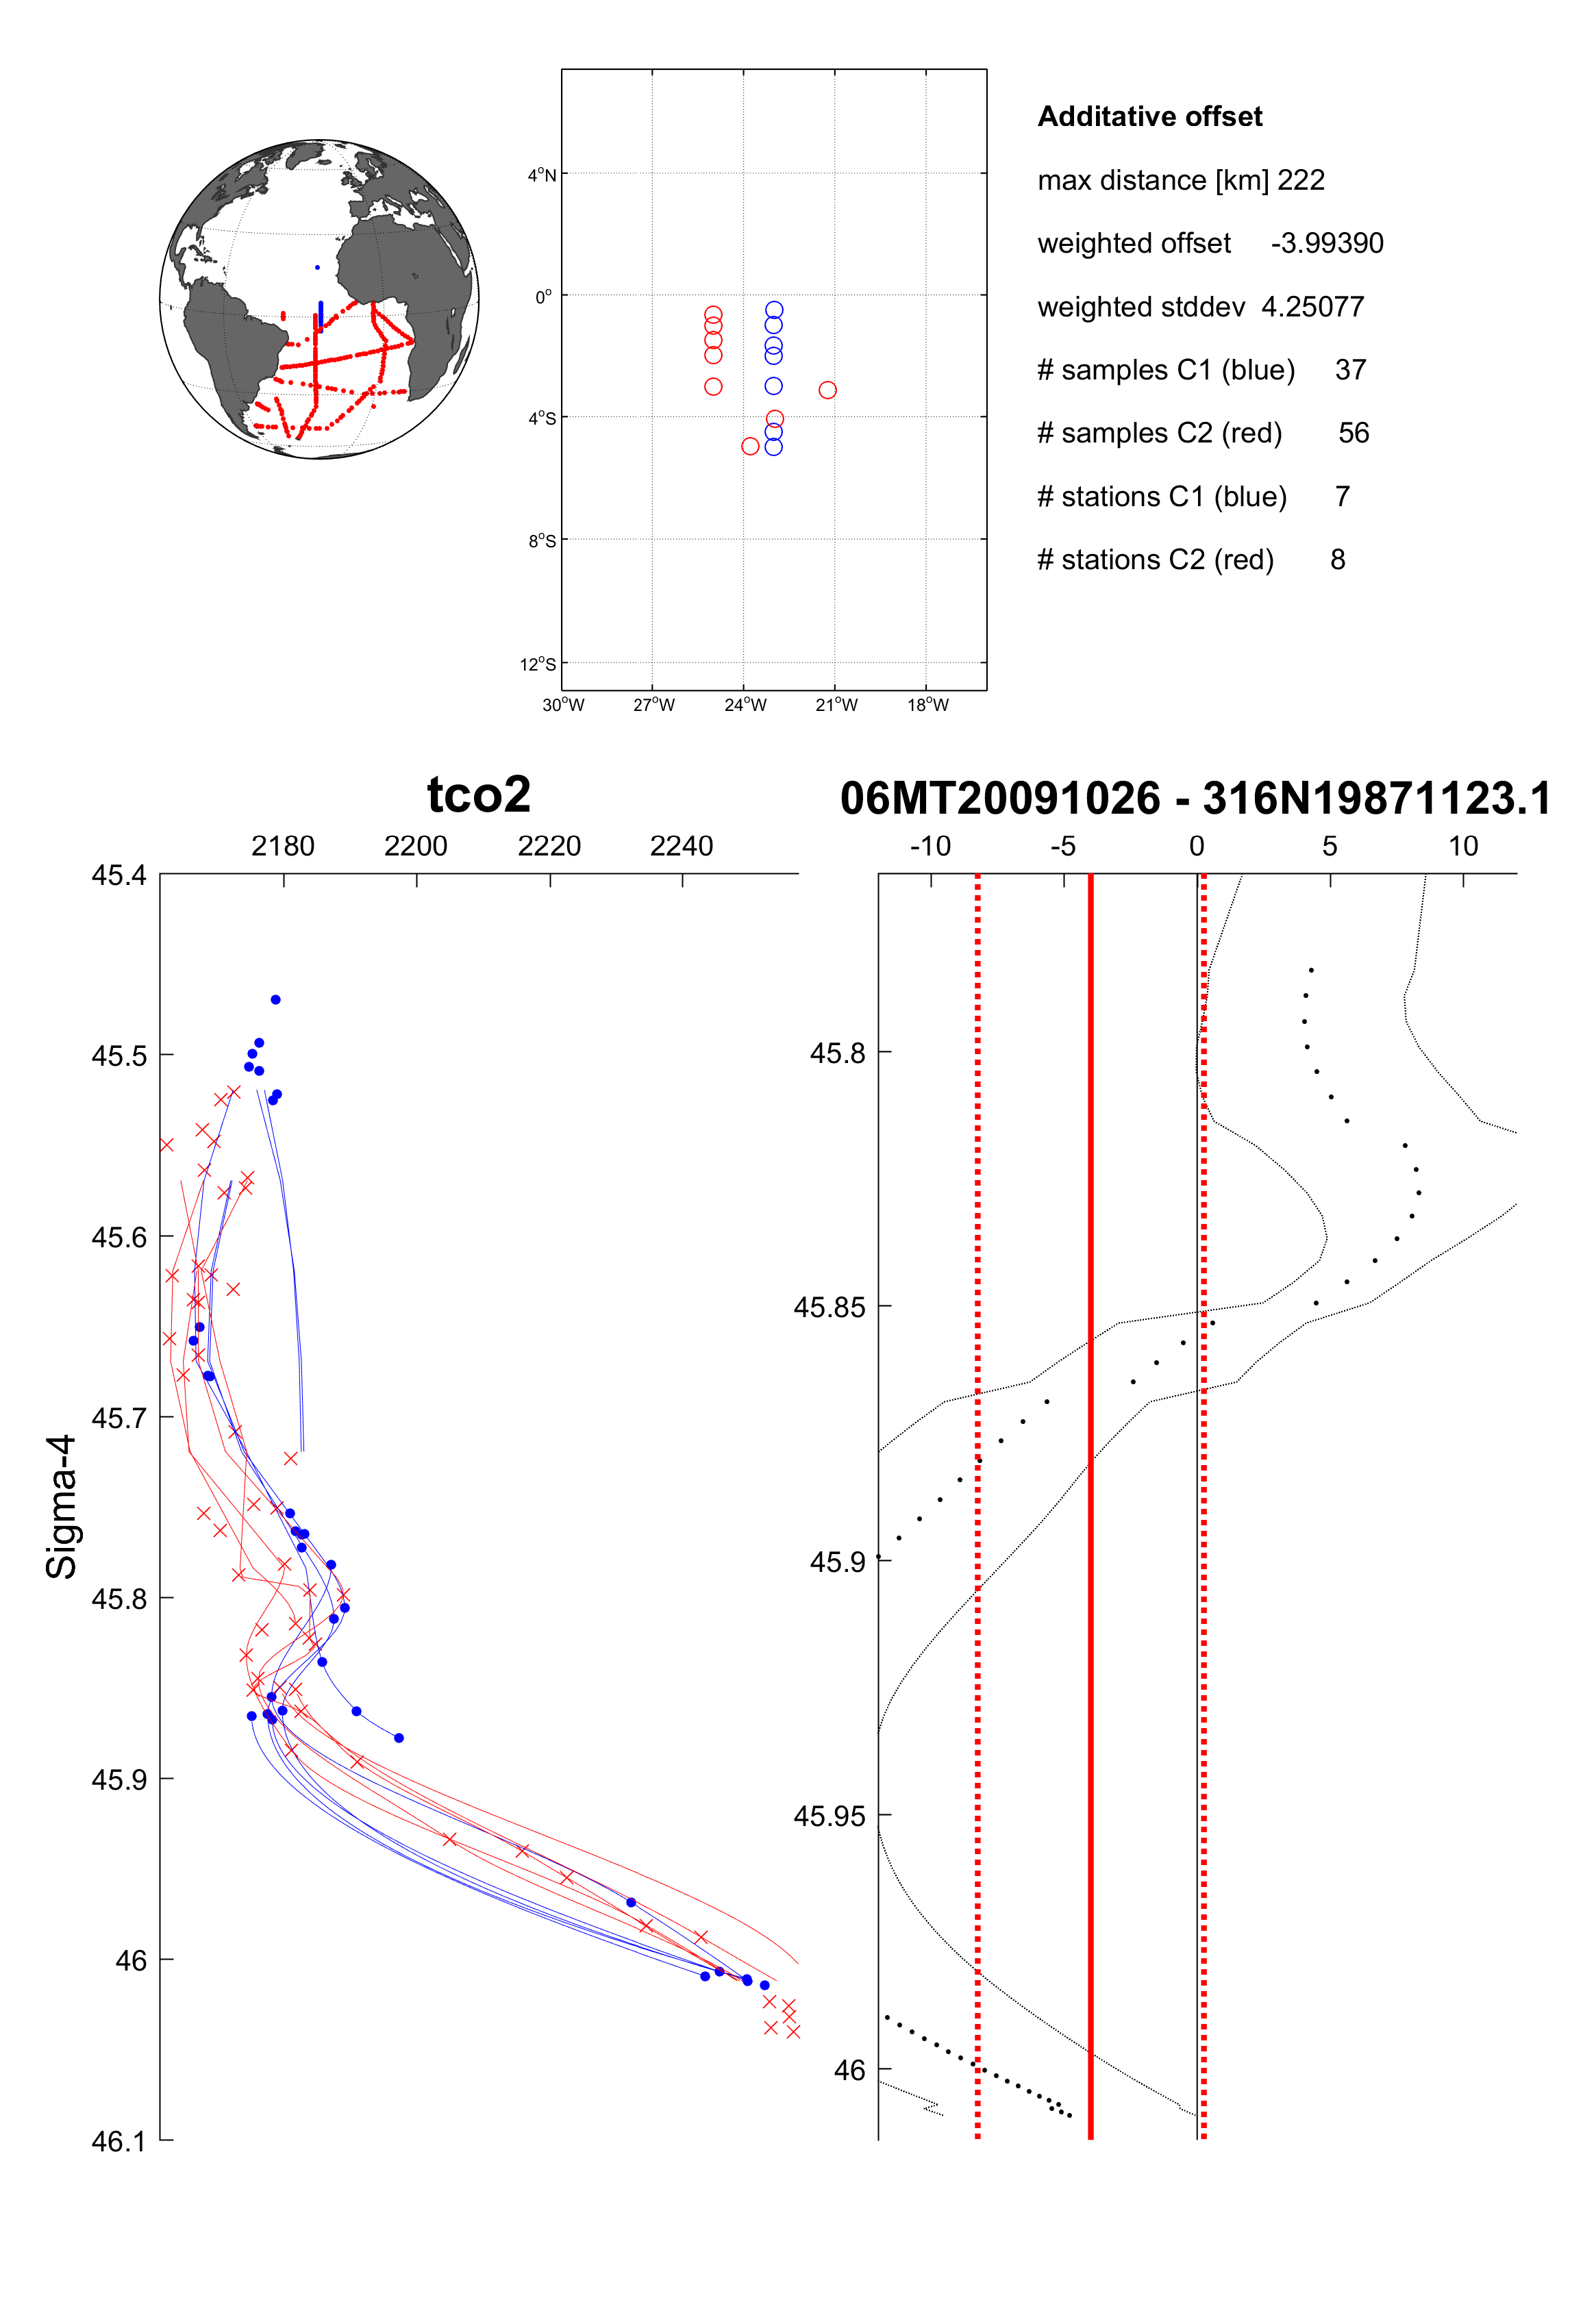 Additative offset
max distance [km] 222
weighted offset -3.99390
weighted stddev 4.25077
# samples C1 (blue) 37
# samples C2 (red) 56
# stations C1 (blue) 7
# stations C2 (red) 8
4°N
0°
4°S
8°S
12°S
30°W 27°W 24°W 21°W 18°W
tco2
2180 2200 2220 2240
45.4
45.5
45.6
45.7
45.8
45.9
46
46.1
Sigma-4
06MT20091026 - 316N19871123.1
-10 -5 0 5 10
45.8
45.85
45.9
45.95
46